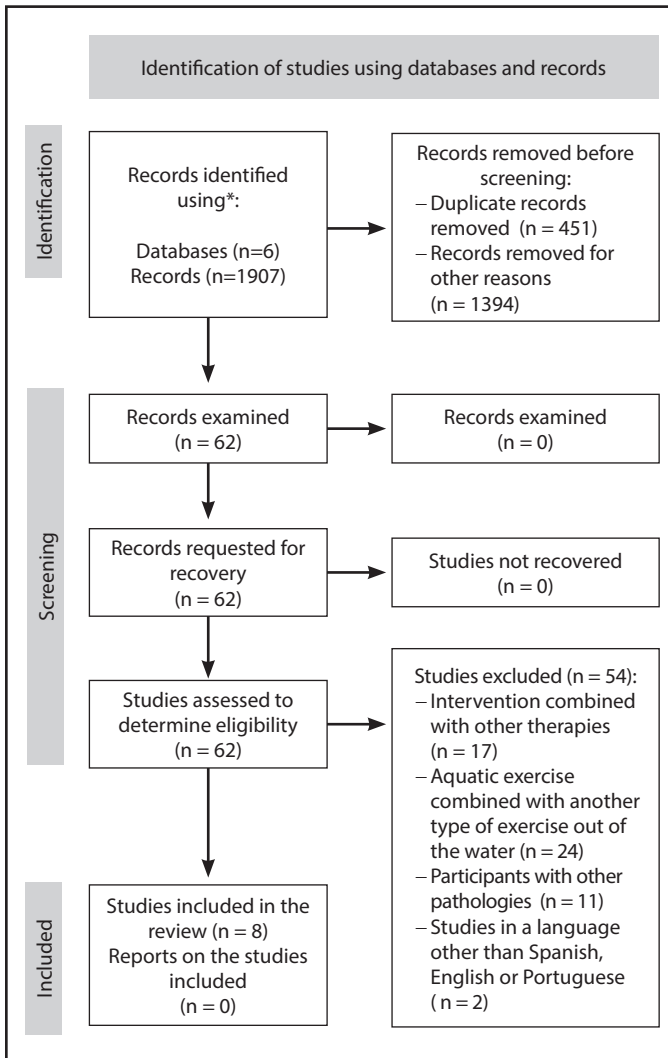 Identification of studies using databases and records
Identification
Records identified
using*:
Databases (n=6)
Records (n=1907)
Records removed before
screening:
– Duplicate records
removed (n = 451)
– Records removed for
other reasons
(n = 1394)
Screening
Records examined
(n = 62)
Records examined
(n = 0)
Records requested for
recovery
(n = 62)
Studies not recovered
(n = 0)
Studies assessed to
determine eligibility
(n = 62)
Studies excluded (n = 54):
– Intervention combined
with other therapies
(n = 17)
– Aquatic exercise
combined with another
type of exercise out of
the water (n = 24)
– Participants with other
pathologies (n = 11)
– Studies in a language
other than Spanish,
English or Portuguese
( n = 2)
Included
Studies included in the
review (n = 8)
Reports on the studies
included
(n = 0)